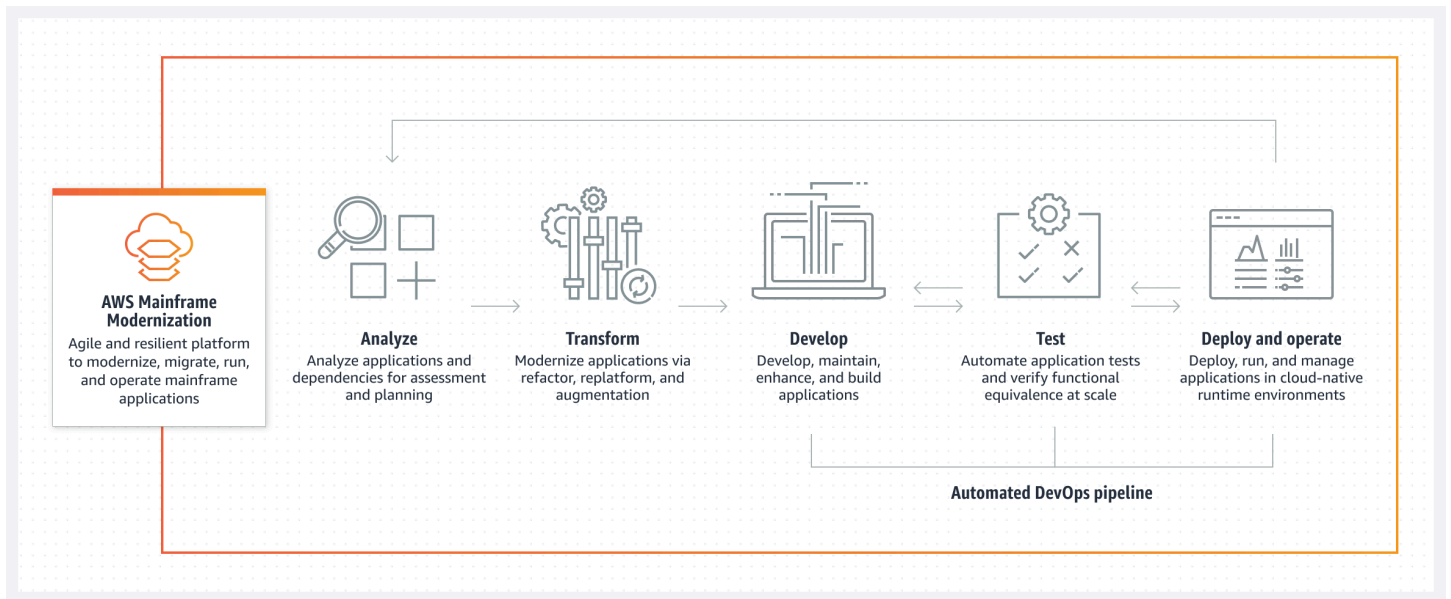 AWS Mainframe
Modernization
Agile and resilient platform
to modernize, migrate, run,
and operate mainframe
applications
Analyze
Analyze applications and
dependencies for assessment
and planning
Transform
Modernize applications via
refactor, replatform, and
augmentation
Develop
Develop, maintain,
enhance, and build
applications
Test
Automate application tests
and verify functional
equivalence at scale
Deploy and operate
Deploy, run, and manage
applications in cloud-native
runtime environments
Automated DevOps pipeline